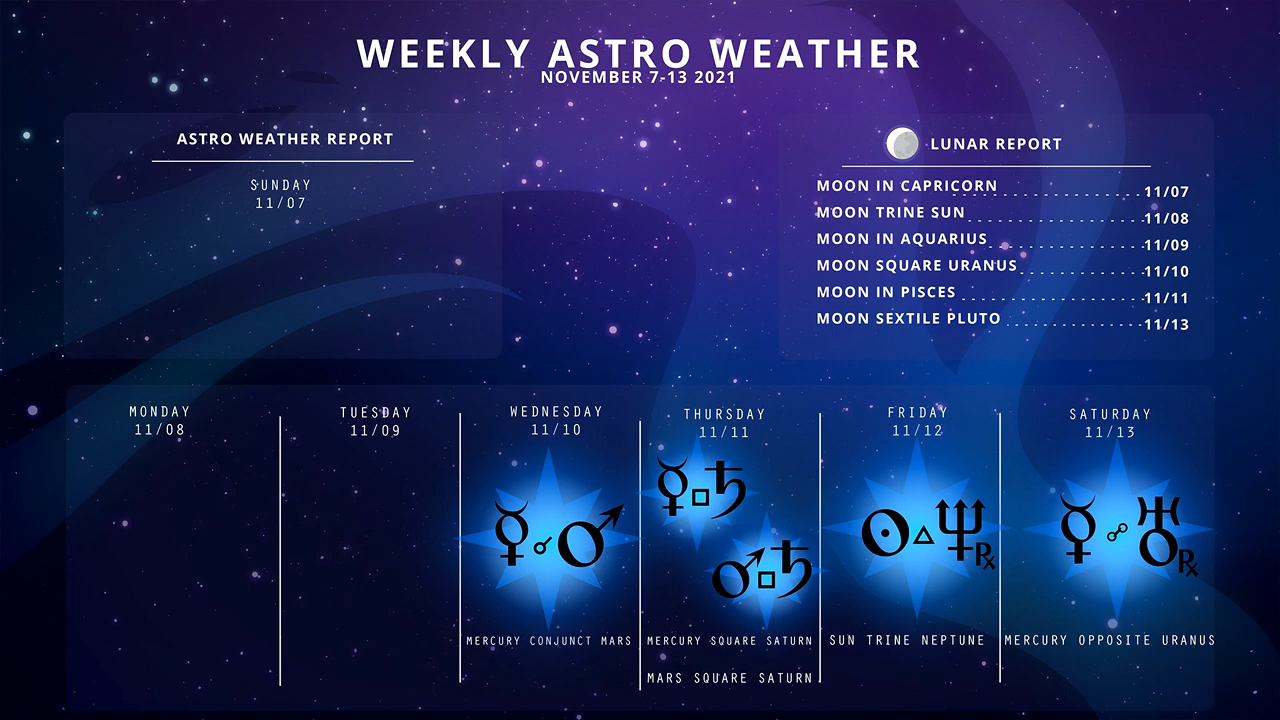 WEEKLY ASTRO WEATHER
NOVEMBER 7-13 2021
ASTRO WEATHER REPORT
SUNDAY
11/07
LUNAR REPORT
MOON IN CAPRICORN 11/07
MOON TRINE SUN 11/08
MOON IN AQUARIUS 11/09
MOON SQUARE URANUS 11/10
MOON IN PISCES 11/11
MOON SEXTILE PLUTO 11/13
MONDAY
11/08
TUESDAY
11/09
WEDNESDAY
11/10
☿ ☌ ♂
MERCURY CONJUNCT MARS
THURSDAY
11/11
☿ □ ♄
♂ □ ♄
MERCURY SQUARE SATURN
MARS SQUARE SATURN
FRIDAY
11/12
☉ △ ♆ ℞
SUN TRINE NEPTUNE
SATURDAY
11/13
☿ ☍ ♅ ℞
MERCURY OPPOSITE URANUS